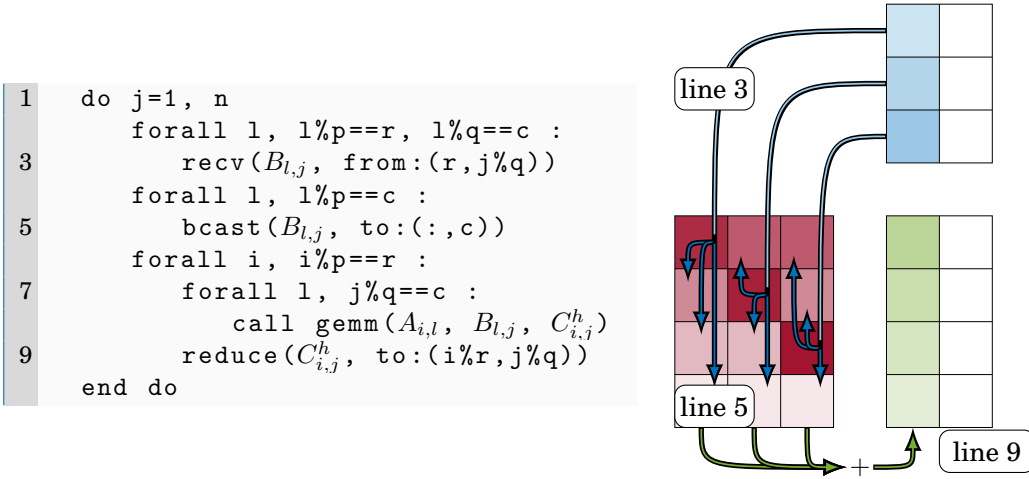 1 do j=1, n
forall l, l%p==r, l%q==c :
3 recv(B_{l,j}, from:(r,j%q))
forall l, l%p==c :
5 bcast(B_{l,j}, to:(:,c))
forall i, i%p==r :
7 forall l, j%q==c :
call gemm(A_{i,l}, B_{l,j}, C^h_{i,j})
9 reduce(C^h_{i,j}, to:(i%r,j%q))
end do
line 3
line 5
+
line 9